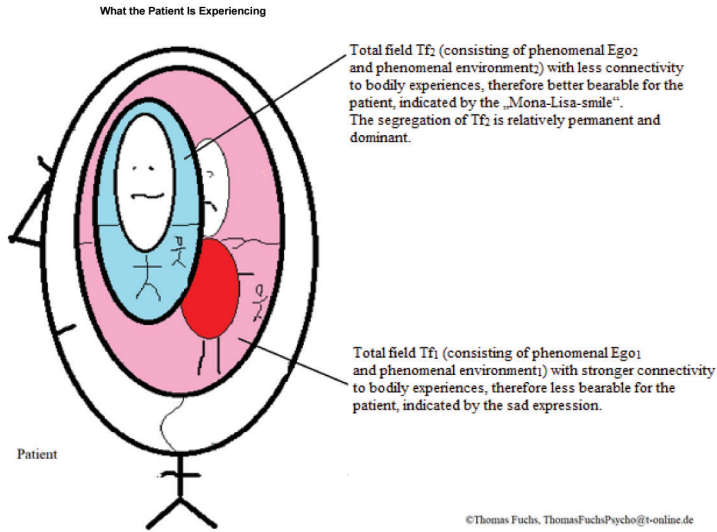 What the Patient Is Experiencing
Total field Tf2 (consisting of phenomenal Ego2
and phenomenal environment2) with less connectivity
to bodily experiences, therefore better bearable for the
patient, indicated by the „Mona-Lisa-smile“.
The segregation of Tf2 is relatively permanent and
dominant.
Total field Tf1 (consisting of phenomenal Ego1
and phenomenal environment1) with stronger connectivity
to bodily experiences, therefore less bearable for the
patient, indicated by the sad expression.
Patient
©Thomas Fuchs, ThomasFuchsPsycho@t-online.de